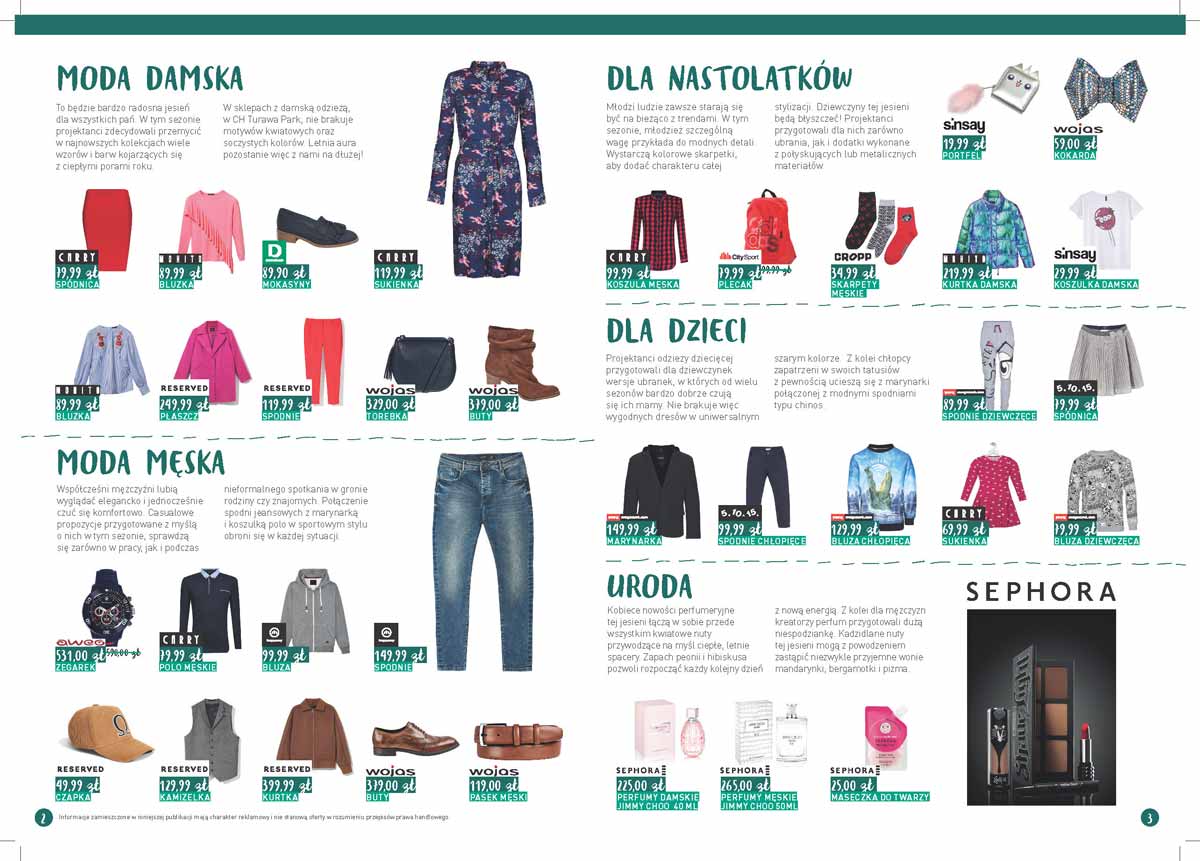 MODA DAMSKA
To będzie bardzo radosna jesień
dla wszystkich pań. W tym sezonie
projektanci zdecydowali przemycić
w najnowszych kolekcjach wiele
wzorów i barw kojarzących się
z ciepłymi porami roku.
W sklepach z damską odzieżą,
w CH Turawa Park, nie brakuje
motywów kwiatowych oraz
soczystych kolorów. Letnia aura
pozostanie więc z nami na dłużej!
CARRY
79,99 zł
SPÓDNICA
MOHITO
89,99 zł
BLUZKA
D
89,90 zł
MOKASYNY
CARRY
119,99 zł
SUKIENKA
MOHITO
89,99 zł
BLUZKA
RESERVED
249,99 zł
PŁASZCZ
RESERVED
119,99 zł
SPODNIE
wojas
329,00 zł
TOREBKA
wojas
379,00 zł
BUTY
MODA MĘSKA
Współcześni mężczyźni lubią
wyglądać elegancko i jednocześnie
czuć się komfortowo. Casualowe
propozycje przygotowane z myślą
o nich w tym sezonie, sprawdzą
się zarówno w pracy, jak i podczas
nieformalnego spotkania w gronie
rodziny czy znajomych. Połączenie
spodni jeansowych z marynarką
i koszulką polo w sportowym stylu
obroni się w każdej sytuacji.
531,00 zł 590,00 zł
ZEGAREK
CARRY
79,99 zł
POLO MĘSKIE
99,99 zł
BLUZA
149,99 zł
SPODNIE
RESERVED
49,99 zł
CZAPKA
RESERVED
129,99 zł
KAMIZELKA
RESERVED
399,99 zł
KURTKA
wojas
379,00 zł
BUTY
wojas
119,00 zł
PASEK MĘSKI
2
Informacje zamieszczone w niniejszej publikacji mają charakter reklamowy i nie stanowią oferty w rozumieniu przepisów prawa handlowego.
DLA NASTOLATKÓW
Młodzi ludzie zawsze starają się
być na bieżąco z trendami. W tym
sezonie, młodzież szczególną
wagę przykłada do modnych detali.
Wystarczą kolorowe skarpetki,
aby dodać charakteru całej
stylizacji. Dziewczyny tej jesieni
będą błyszczeć! Projektanci
przygotowali dla nich zarówno
ubrania, jak i dodatki wykonane
z połyskujących lub metalicznych
materiałów.
sinsay
19,99 zł
PORTFEL
wojas
59,00 zł
KOKARDA
CARRY
99,99 zł
KOSZULA MĘSKA
CitySport
79,99 zł 199,99 zł
PLECAK
CROPP
34,99 zł
SKARPETY
MĘSKIE
MOHITO
219,99 zł
KURTKA DAMSKA
sinsay
29,99 zł
KOSZULKA DAMSKA
DLA DZIECI
Projektanci odzieży dziecięcej
przygotowali dla dziewczynek
wersje ubranek, w których od wielu
sezonów bardzo dobrze czują
się ich mamy. Nie brakuje więc
wygodnych dresów w uniwersalnym
szarym kolorze. Z kolei chłopcy
zapatrzeni w swoich tatusiów
z pewnością ucieszą się z marynarki
połączonej z modnymi spodniami
typu chinos.
89,99 zł
SPODNIE DZIEWCZĘCE
5.10.15.
79,99 zł
SPÓDNICA
149,99 zł
MARYNARKA
5.10.15.
99,99 zł
SPODNIE CHŁOPIĘCE
129,99 zł
BLUZA CHŁOPIĘCA
CARRY
69,99 zł
SUKIENKA
79,99 zł
BLUZA DZIEWCZĘCA
URODA
Kobiece nowości perfumeryjne
tej jesieni łączą w sobie przede
wszystkim kwiatowe nuty
przywodzące na myśl ciepłe, letnie
spacery. Zapach peonii i hibiskusa
pozwoli rozpocząć każdy kolejny dzień
z nową energią. Z kolei dla mężczyzn
kreatorzy perfum przygotowali dużą
niespodziankę. Kadzidlane nuty
tej jesieni mogą z powodzeniem
zastąpić niezwykle przyjemne wonie
mandarynki, bergamotki i piżma.
SEPHORA
SEPHORA
225,00 zł
PERFUMY DAMSKIE
JIMMY CHOO 40 ML
SEPHORA
265,00 zł
PERFUMY MĘSKIE
JIMMY CHOO 50ML
SEPHORA
25,00 zł
MASECZKA DO TWARZY
3